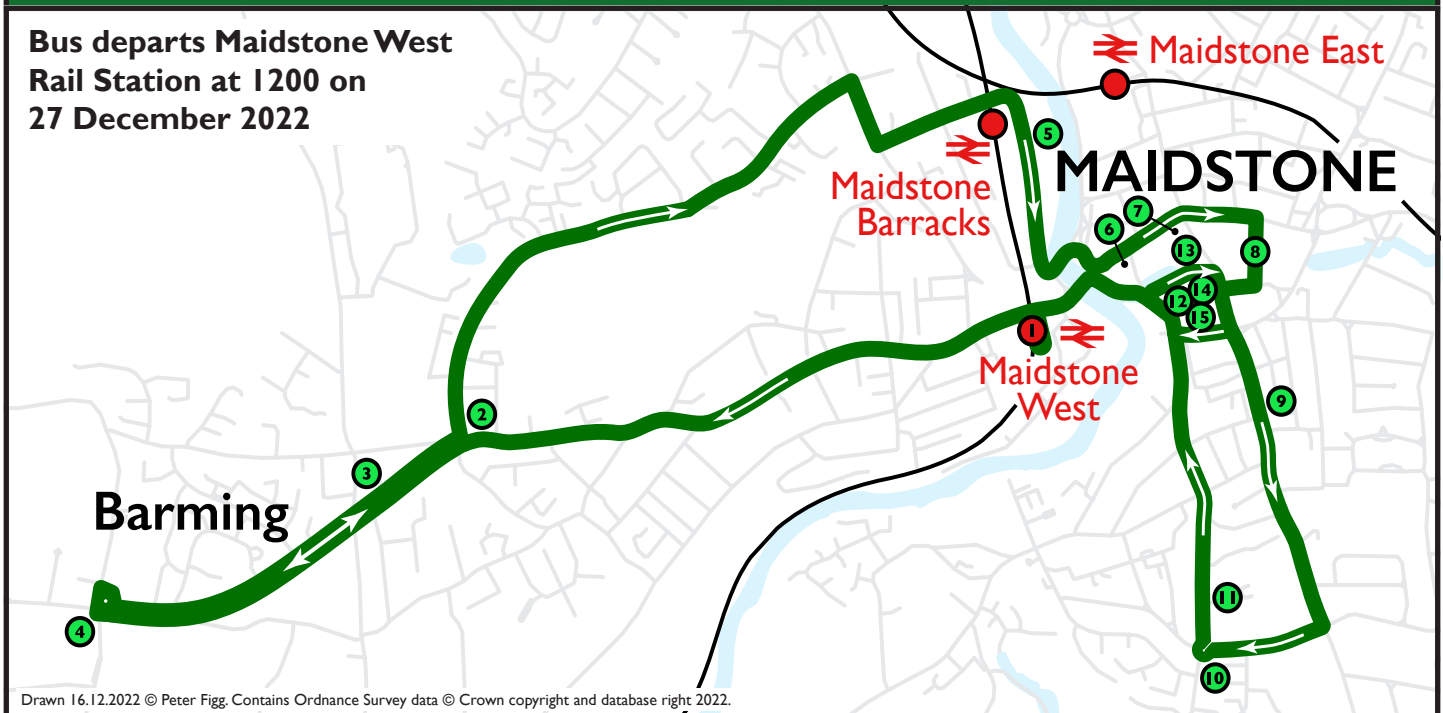 Bus departs Maidstone West
Rail Station at 1200 on
27 December 2022
Maidstone East
5
MAIDSTONE
Maidstone
Barracks
7
6
13
8
14
12
15
1
Maidstone
West
9
2
3
Barming
11
4
10
Drawn 16.12.2022 © Peter Figg. Contains Ordnance Survey data © Crown copyright and database right 2022.